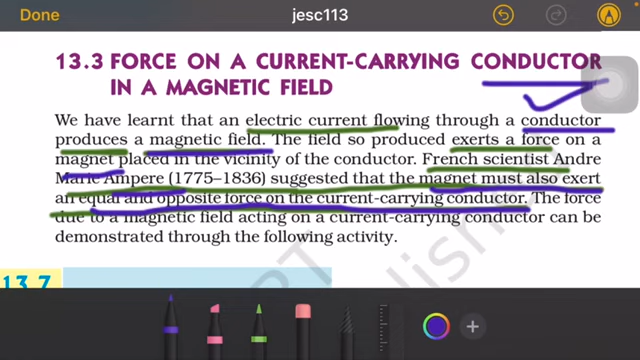 Done
jesc113
13.3 FORCE ON A CURRENT-CARRYING CONDUCTOR
IN A MAGNETIC FIELD
We have learnt that an electric current flowing through a conductor
produces a magnetic field. The field so produced exerts a force on a
magnet placed in the vicinity of the conductor. French scientist Andre
Marie Ampere (1775–1836) suggested that the magnet must also exert
an equal and opposite force on the current-carrying conductor. The force
due to a magnetic field acting on a current-carrying conductor can be
demonstrated through the following activity.
13.7